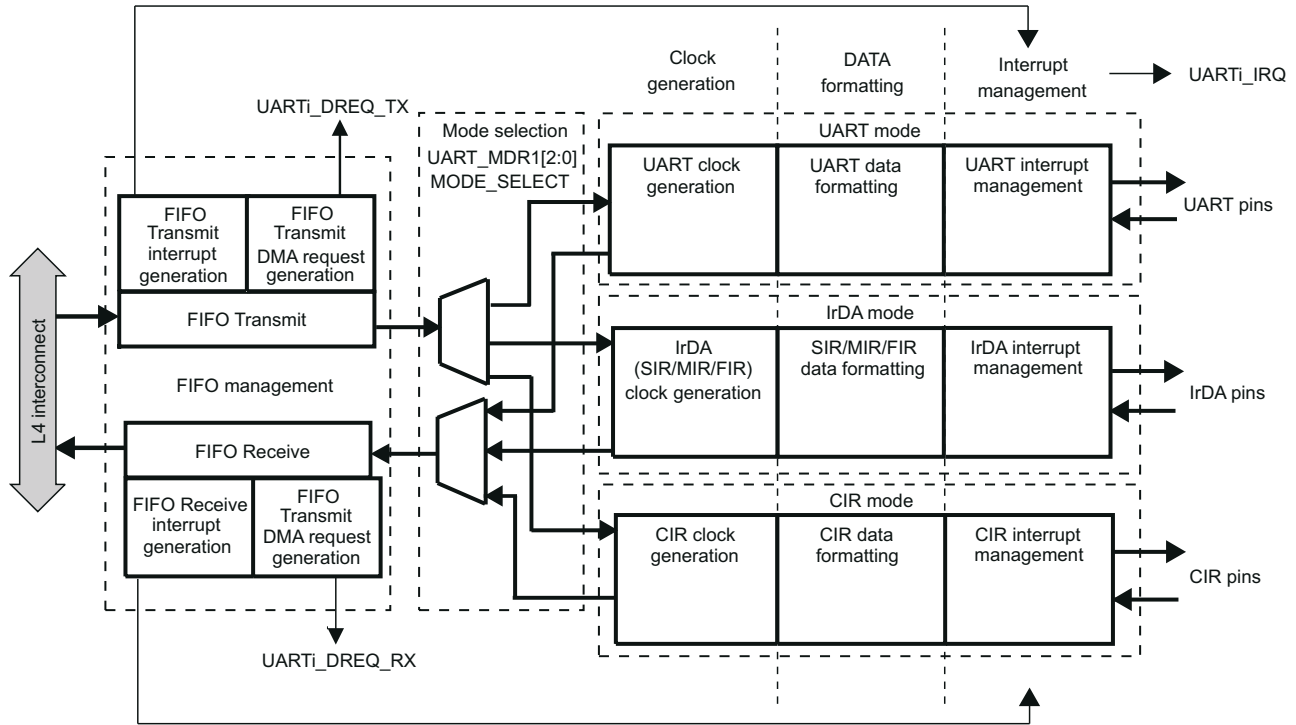 Clock
generation
DATA
formatting
Interrupt
management
UARTi_IRQ
UARTi_DREQ_TX
Mode selection
UART_MDR1[2:0]
MODE_SELECT
UART mode
UART clock
generation
UART data
formatting
UART interrupt
management
UART pins
FIFO
Transmit
interrupt
generation
FIFO
Transmit
DMA request
generation
FIFO Transmit
L4 interconnect
FIFO management
IrDA mode
IrDA
(SIR/MIR/FIR)
clock generation
SIR/MIR/FIR
data formatting
IrDA interrupt
management
IrDA pins
FIFO Receive
FIFO Receive
interrupt
generation
FIFO
Transmit
DMA request
generation
CIR mode
CIR clock
generation
CIR data
formatting
CIR interrupt
management
CIR pins
UARTi_DREQ_RX